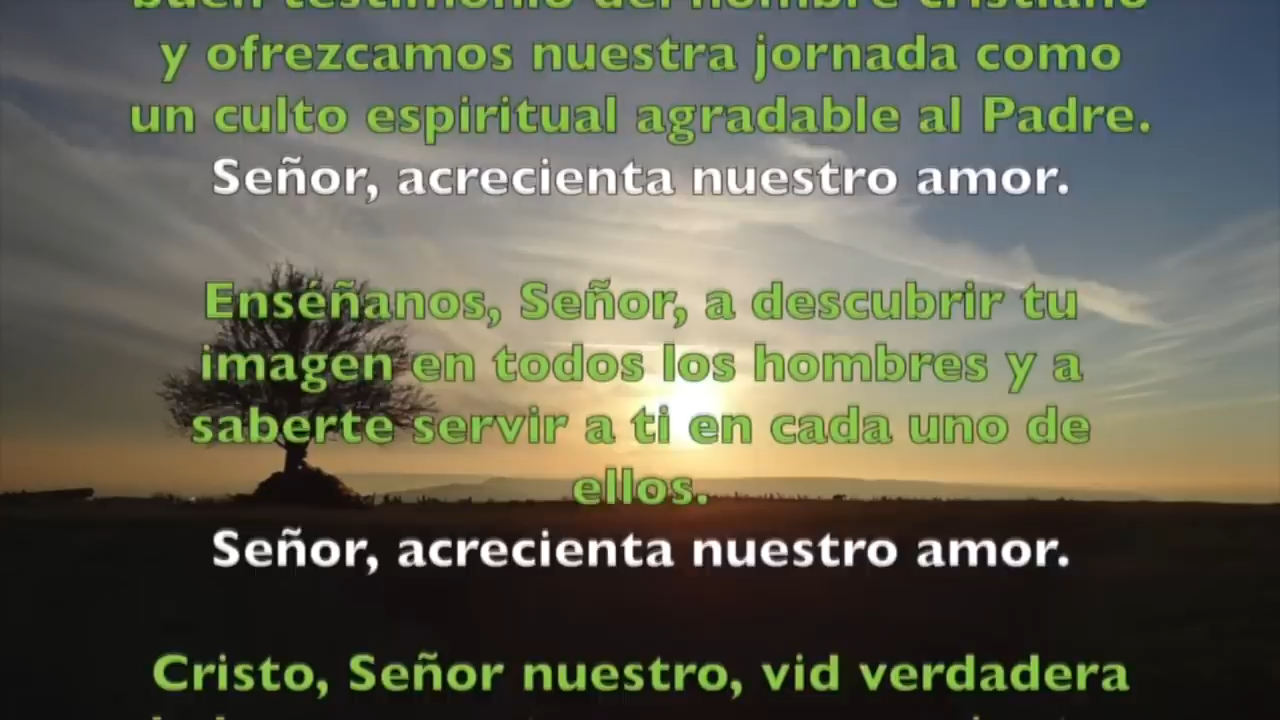 buen testimonio del nombre cristiano
y ofrezcamos nuestra jornada como
un culto espiritual agradable al Padre.
Señor, acrecienta nuestro amor.
Enséñanos, Señor, a descubrir tu
imagen en todos los hombres y a
saberte servir a ti en cada uno de
ellos.
Señor, acrecienta nuestro amor.
Cristo, Señor nuestro, vid verdadera